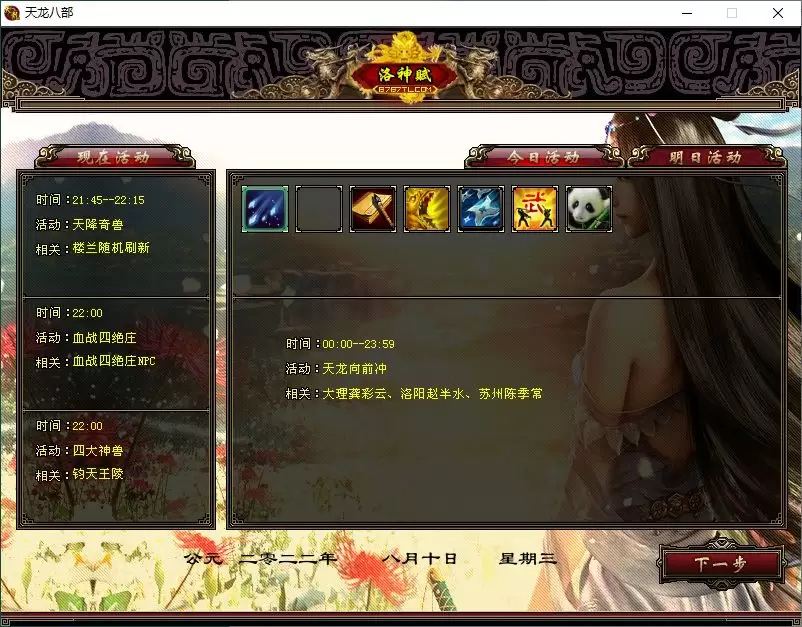 天龙八部
洛神赋
8787TL.COM
现在活动
今日活动
明日活动
时间：21:45--22:15
活动：天降奇兽
相关：楼兰随机刷新
时间：22:00
活动：血战四绝庄
相关：血战四绝庄NPC
时间：22:00
活动：四大神兽
相关：钧天王陵
武
时间：00:00--23:59
活动：天龙向前冲
相关：大理龚彩云、洛阳赵半水、苏州陈季常
公元 二零二二年 八月十日 星期三
下一步